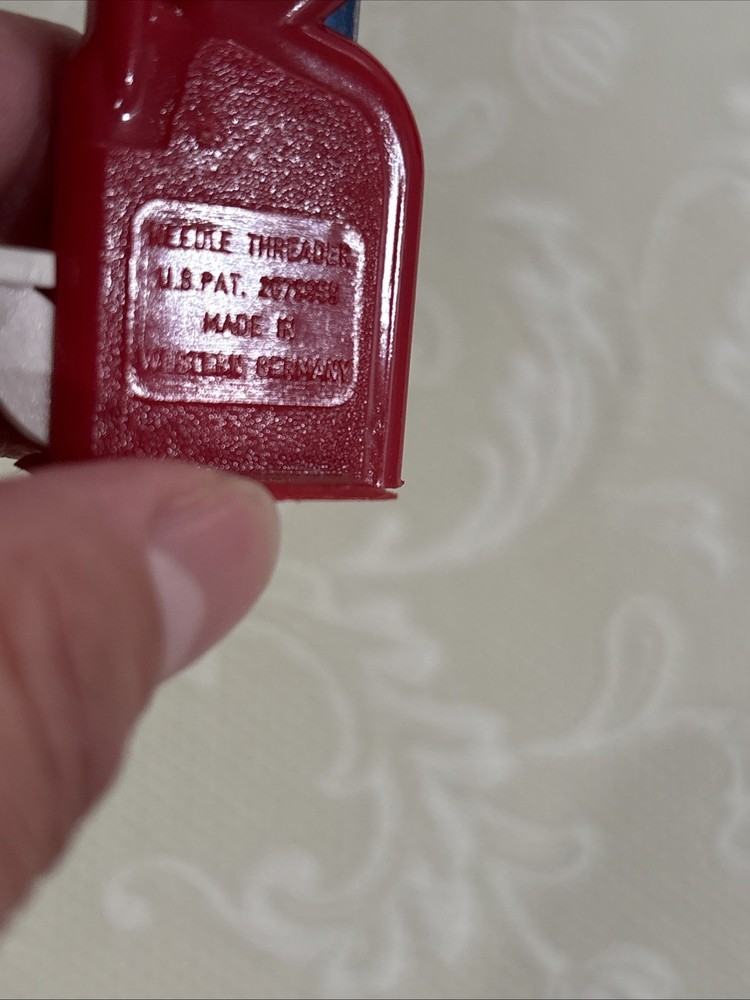 NEEDLE THREADER
U.S. PAT.
MADE IN
WESTERN GERMANY